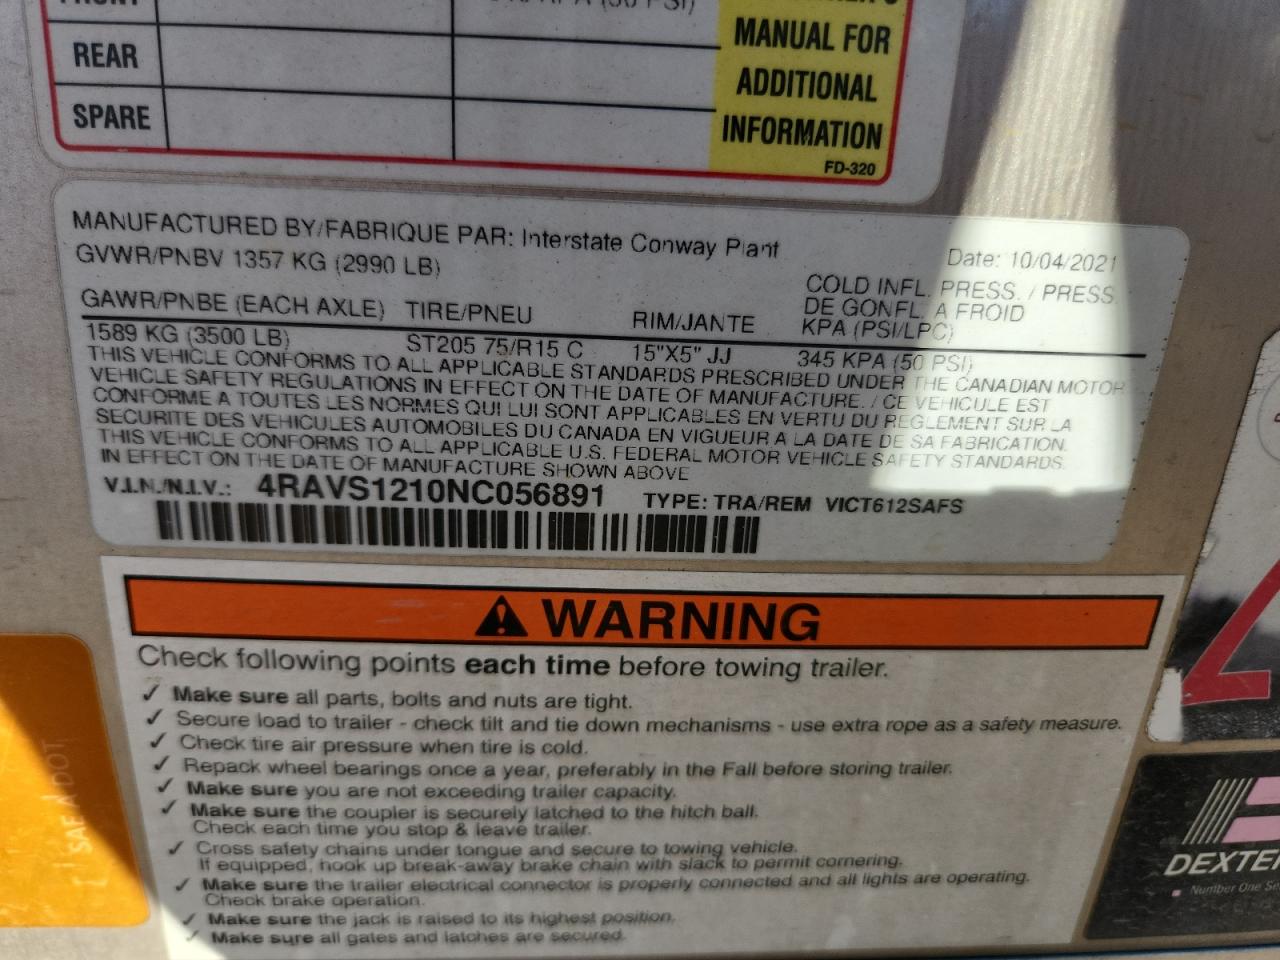 REAR
SPARE
MANUAL FOR
ADDITIONAL
INFORMATION
FD-320
MANUFACTURED BY/FABRIQUE PAR: Interstate Conway Plant
Date: 10/04/2021
GVWR/PNBV 1357 KG (2990 LB)
COLD INFL. PRESS. / PRESS.
DE GONFL. A FROID
GAWR/PNBE (EACH AXLE) TIRE/PNEU RIM/JANTE KPA (PSI/LPC)
1589 KG (3500 LB) ST205 75/R15 C 15"X5" JJ 345 KPA (50 PSI)
THIS VEHICLE CONFORMS TO ALL APPLICABLE STANDARDS PRESCRIBED UNDER THE CANADIAN MOTOR
VEHICLE SAFETY REGULATIONS IN EFFECT ON THE DATE OF MANUFACTURE. / CE VEHICULE EST
CONFORME A TOUTES LES NORMES QUI LUI SONT APPLICABLES EN VERTU DU REGLEMENT SUR LA
SECURITE DES VEHICULES AUTOMOBILES DU CANADA EN VIGUEUR A LA DATE DE SA FABRICATION.
THIS VEHICLE CONFORMS TO ALL APPLICABLE U.S. FEDERAL MOTOR VEHICLE SAFETY STANDARDS.
IN EFFECT ON THE DATE OF MANUFACTURE SHOWN ABOVE
V.I.N./N.I.V.: 4RAVS1210NC056891 TYPE: TRA/REM VICT612SAFS
WARNING
Check following points each time before towing trailer.
✓ Make sure all parts, bolts and nuts are tight.
✓ Secure load to trailer - check tilt and tie down mechanisms - use extra rope as a safety measure.
✓ Check tire air pressure when tire is cold.
✓ Repack wheel bearings once a year, preferably in the Fall before storing trailer.
✓ Make sure you are not exceeding trailer capacity.
✓ Make sure the coupler is securely latched to the hitch ball.
Check each time you stop & leave trailer.
✓ Cross safety chains under tongue and secure to towing vehicle.
If equipped, hook up break-away brake chain with slack to permit cornering.
✓ Make sure the trailer electrical connector is properly connected and all lights are operating.
Check brake operation.
✓ Make sure the jack is raised to its highest position.
✓ Make sure all gates and latches are secured.
SAE A DOT
DEXTER
Number One